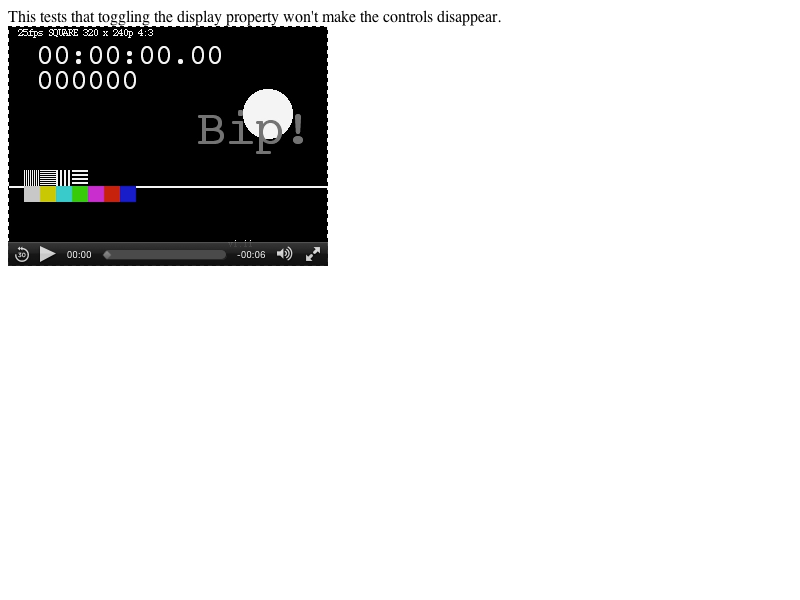 This tests that toggling the display property won't make the controls disappear.
25fps SQUARE 320 x 240p 4:3
00:00:00.00
000000
Bip!
30 00:00 -00:06